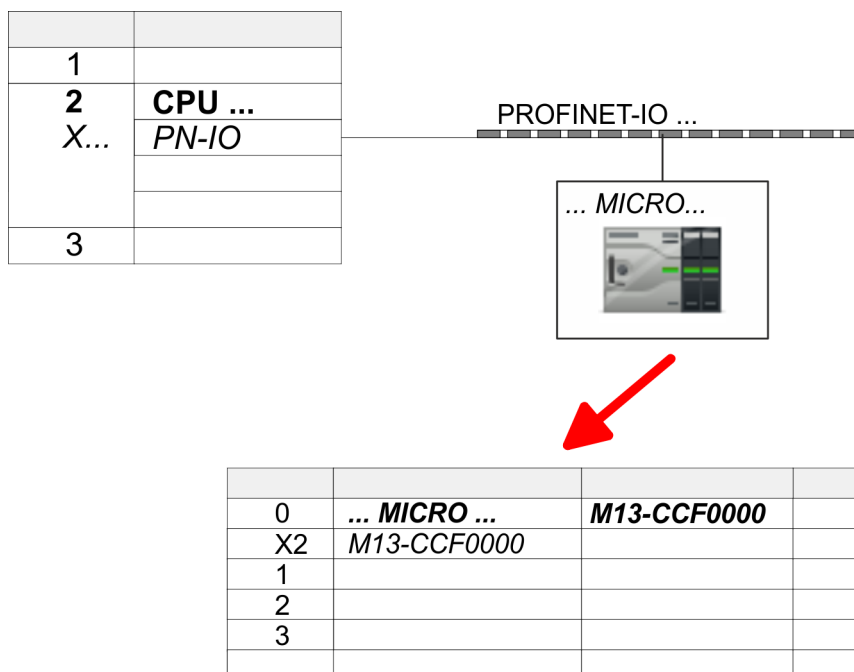 1
2 CPU ...
X... PN-IO
3
PROFINET-IO ...
... MICRO...
0 ... MICRO ... M13-CCF0000
X2 M13-CCF0000
1
2
3